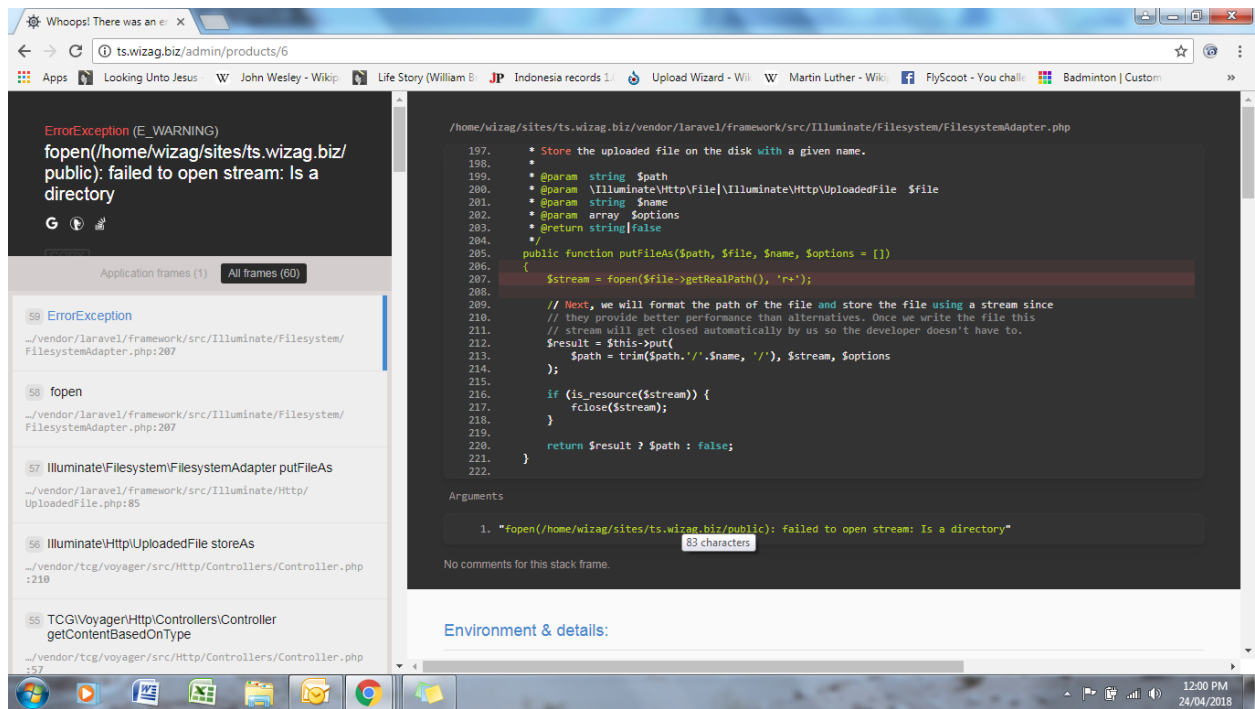 Whoops! There was an er
ts.wizag.biz/admin/products/6
Apps Looking Unto Jesus W John Wesley - Wikip Life Story (William B JP Indonesia records 1. Upload Wizard - Wik W Martin Luther - Wiki FlyScoot - You challe Badminton | Custom »
ErrorException (E_WARNING)
fopen(/home/wizag/sites/ts.wizag.biz/
public): failed to open stream: Is a
directory
G
Application frames (1) All frames (60)
59 ErrorException
…/vendor/laravel/framework/src/Illuminate/Filesystem/
FilesystemAdapter.php:207
58 fopen
…/vendor/laravel/framework/src/Illuminate/Filesystem/
FilesystemAdapter.php:207
57 Illuminate\Filesystem\FilesystemAdapter putFileAs
…/vendor/laravel/framework/src/Illuminate/Http/
UploadedFile.php:85
56 Illuminate\Http\UploadedFile storeAs
…/vendor/tcg/voyager/src/Http/Controllers/Controller.php
:210
55 TCG\Voyager\Http\Controllers\Controller
getContentBasedOnType
…/vendor/tcg/voyager/src/Http/Controllers/Controller.php
:57
/home/wizag/sites/ts.wizag.biz/vendor/laravel/framework/src/Illuminate/Filesystem/FilesystemAdapter.php
197. * Store the uploaded file on the disk with a given name.
198. *
199. * @param string $path
200. * @param \Illuminate\Http\File|\Illuminate\Http\UploadedFile $file
201. * @param string $name
202. * @param array $options
203. * @return string|false
204. */
205. public function putFileAs($path, $file, $name, $options = [])
206. {
207. $stream = fopen($file->getRealPath(), 'r+');
208.
209. // Next, we will format the path of the file and store the file using a stream since
210. // they provide better performance than alternatives. Once we write the file this
211. // stream will get closed automatically by us so the developer doesn't have to.
212. $result = $this->put(
213. $path = trim($path.'/'.$name, '/'), $stream, $options
214. );
215.
216. if (is_resource($stream)) {
217. fclose($stream);
218. }
219.
220. return $result ? $path : false;
221. }
222.
Arguments
1. "fopen(/home/wizag/sites/ts.wizag.biz/public): failed to open stream: Is a directory"
83 characters
No comments for this stack frame.
Environment & details:
12:00 PM
24/04/2018